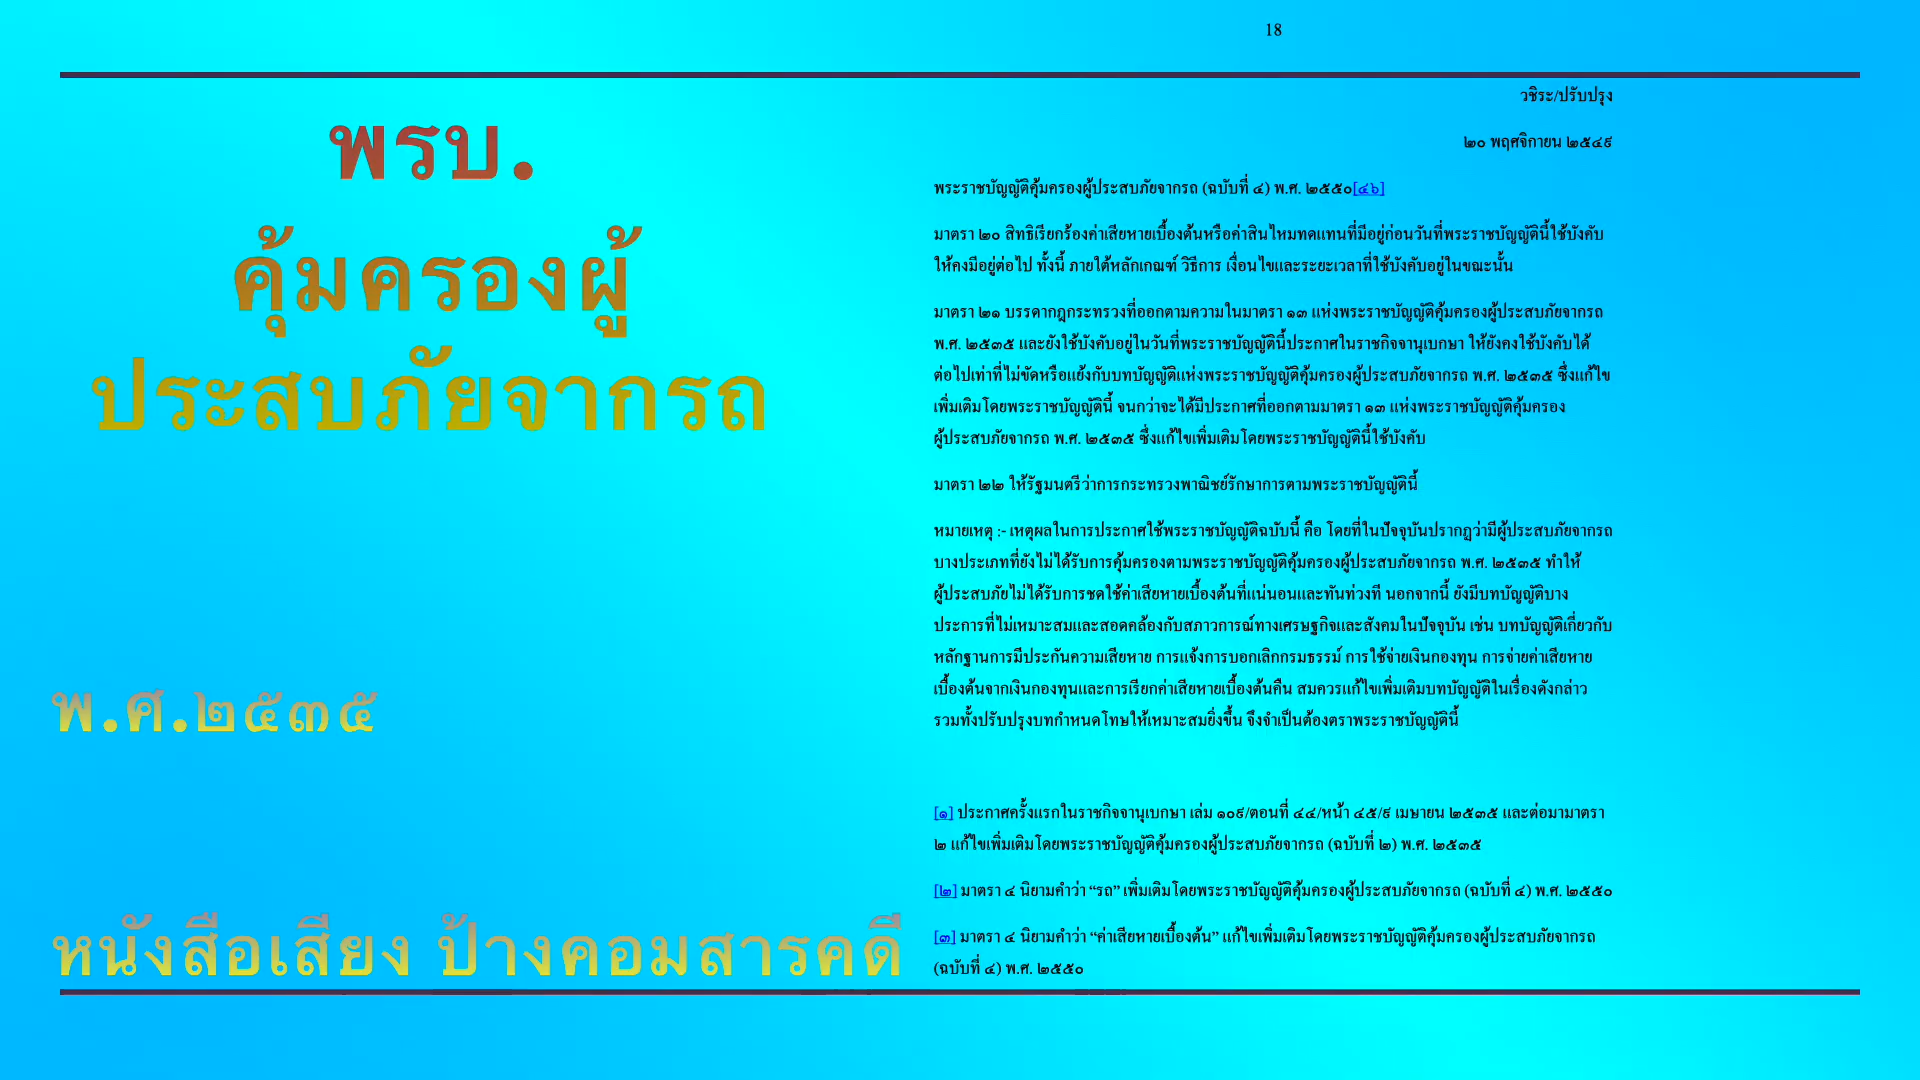 18
พรบ.
คุ้มครองผู้
ประสบภัยจากรถ
พ.ศ.๒๕๓๕
หนังสือเสียง ป้างคอมสารคดี
วชิระ/ปรับปรุง
๒๐ พฤศจิกายน ๒๕๔๙
พระราชบัญญัติคุ้มครองผู้ประสบภัยจากรถ (ฉบับที่ ๔) พ.ศ. ๒๕๕๐[๔๖]
มาตรา ๒๐ สิทธิเรียกร้องค่าเสียหายเบื้องต้นหรือค่าสินไหมทดแทนที่มีอยู่ก่อนวันที่พระราชบัญญัตินี้ใช้บังคับ
ให้คงมีอยู่ต่อไป ทั้งนี้ ภายใต้หลักเกณฑ์ วิธีการ เงื่อนไขและระยะเวลาที่ใช้บังคับอยู่ในขณะนั้น
มาตรา ๒๑ บรรดากฎกระทรวงที่ออกตามความในมาตรา ๑๓ แห่งพระราชบัญญัติคุ้มครองผู้ประสบภัยจากรถ
พ.ศ. ๒๕๓๕ และยังใช้บังคับอยู่ในวันที่พระราชบัญญัตินี้ประกาศในราชกิจจานุเบกษา ให้ยังคงใช้บังคับได้
ต่อไปเท่าที่ไม่ขัดหรือแย้งกับบทบัญญัติแห่งพระราชบัญญัติคุ้มครองผู้ประสบภัยจากรถ พ.ศ. ๒๕๓๕ ซึ่งแก้ไข
เพิ่มเติมโดยพระราชบัญญัตินี้ จนกว่าจะได้มีประกาศที่ออกตามมาตรา ๑๓ แห่งพระราชบัญญัติคุ้มครอง
ผู้ประสบภัยจากรถ พ.ศ. ๒๕๓๕ ซึ่งแก้ไขเพิ่มเติมโดยพระราชบัญญัตินี้ใช้บังคับ
มาตรา ๒๒ ให้รัฐมนตรีว่าการกระทรวงพาณิชย์รักษาการตามพระราชบัญญัตินี้
หมายเหตุ :- เหตุผลในการประกาศใช้พระราชบัญญัติฉบับนี้ คือ โดยที่ในปัจจุบันปรากฏว่ามีผู้ประสบภัยจากรถ
บางประเภทที่ยังไม่ได้รับการคุ้มครองตามพระราชบัญญัติคุ้มครองผู้ประสบภัยจากรถ พ.ศ. ๒๕๓๕ ทำให้
ผู้ประสบภัยไม่ได้รับการชดใช้ค่าเสียหายเบื้องต้นที่แน่นอนและทันท่วงที นอกจากนี้ ยังมีบทบัญญัติบาง
ประการที่ไม่เหมาะสมและสอดคล้องกับสภาวการณ์ทางเศรษฐกิจและสังคมในปัจจุบัน เช่น บทบัญญัติเกี่ยวกับ
หลักฐานการมีประกันความเสียหาย การแจ้งการบอกเลิกกรมธรรม์ การใช้จ่ายเงินกองทุน การจ่ายค่าเสียหาย
เบื้องต้นจากเงินกองทุนและการเรียกค่าเสียหายเบื้องต้นคืน สมควรแก้ไขเพิ่มเติมบทบัญญัติในเรื่องดังกล่าว
รวมทั้งปรับปรุงบทกำหนดโทษให้เหมาะสมยิ่งขึ้น จึงจำเป็นต้องตราพระราชบัญญัตินี้
[๑] ประกาศครั้งแรกในราชกิจจานุเบกษา เล่ม ๑๐๙/ตอนที่ ๔๔/หน้า ๔๕/๙ เมษายน ๒๕๓๕ และต่อมามาตรา
๒ แก้ไขเพิ่มเติมโดยพระราชบัญญัติคุ้มครองผู้ประสบภัยจากรถ (ฉบับที่ ๒) พ.ศ. ๒๕๓๕
[๒] มาตรา ๔ นิยามคำว่า “รถ” เพิ่มเติมโดยพระราชบัญญัติคุ้มครองผู้ประสบภัยจากรถ (ฉบับที่ ๔) พ.ศ. ๒๕๕๐
[๓] มาตรา ๔ นิยามคำว่า “ค่าเสียหายเบื้องต้น” แก้ไขเพิ่มเติมโดยพระราชบัญญัติคุ้มครองผู้ประสบภัยจากรถ
(ฉบับที่ ๔) พ.ศ. ๒๕๕๐